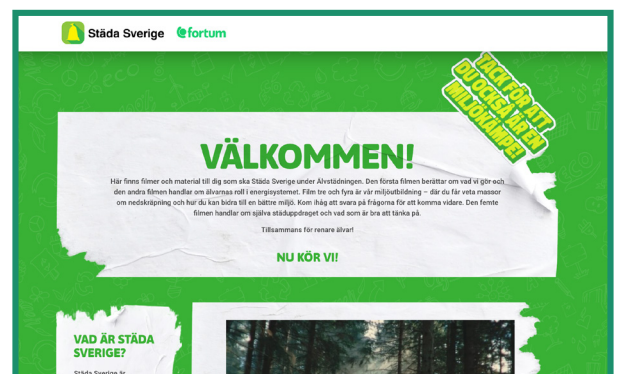 Städa Sverige
fortum
TACK FÖR ATT
DU OCKSÅ ÄR EN
MILJÖKÄMPE!
VÄLKOMMEN!
Här finns filmer och material till dig som ska Städa Sverige under Älvstädningen. Den första filmen berättar om vad vi gör och
den andra filmen handlar om älvarnas roll i energisystemet. Film tre och fyra är vår miljöutbildning – där du får veta massor
om nedskräpning och hur du kan bidra till en bättre miljö. Kom ihåg att svara på frågorna för att komma vidare. Den femte
filmen handlar om själva städuppdraget och vad som är bra att tänka på.
Tillsammans för renare älvar!
NU KÖR VI!
VAD ÄR STÄDA
SVERIGE?
Städa Sverige är